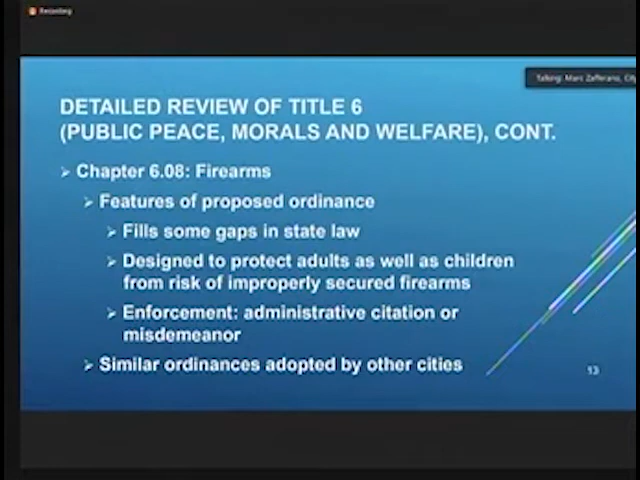 Recording
Talking: Marc Zafferano, City
DETAILED REVIEW OF TITLE 6
(PUBLIC PEACE, MORALS AND WELFARE), CONT.
Chapter 6.08: Firearms
Features of proposed ordinance
Fills some gaps in state law
Designed to protect adults as well as children
from risk of improperly secured firearms
Enforcement: administrative citation or
misdemeanor
Similar ordinances adopted by other cities
13